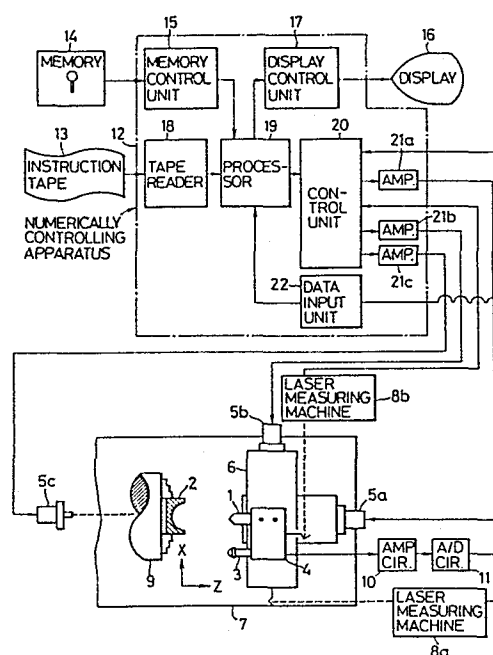 14
MEMORY
15
MEMORY
CONTROL
UNIT
17
DISPLAY
CONTROL
UNIT
16
DISPLAY
13
INSTRUCTION
TAPE
12
18
TAPE
READER
19
PROCES-
SOR
20
CON-
TROL
UNIT
21a
AMP.
21b
AMP.
AMP.
21c
NUMERICALLY
CONTROLLING
APPARATUS
22
DATA
INPUT
UNIT
LASER
MEASURING
MACHINE
8b
5b
6
5c
2
1
5a
9
X
Z
3
4
7
AMP
CIR.
10
A/D
CIR.
11
LASER
MEASURING
MACHINE
8a